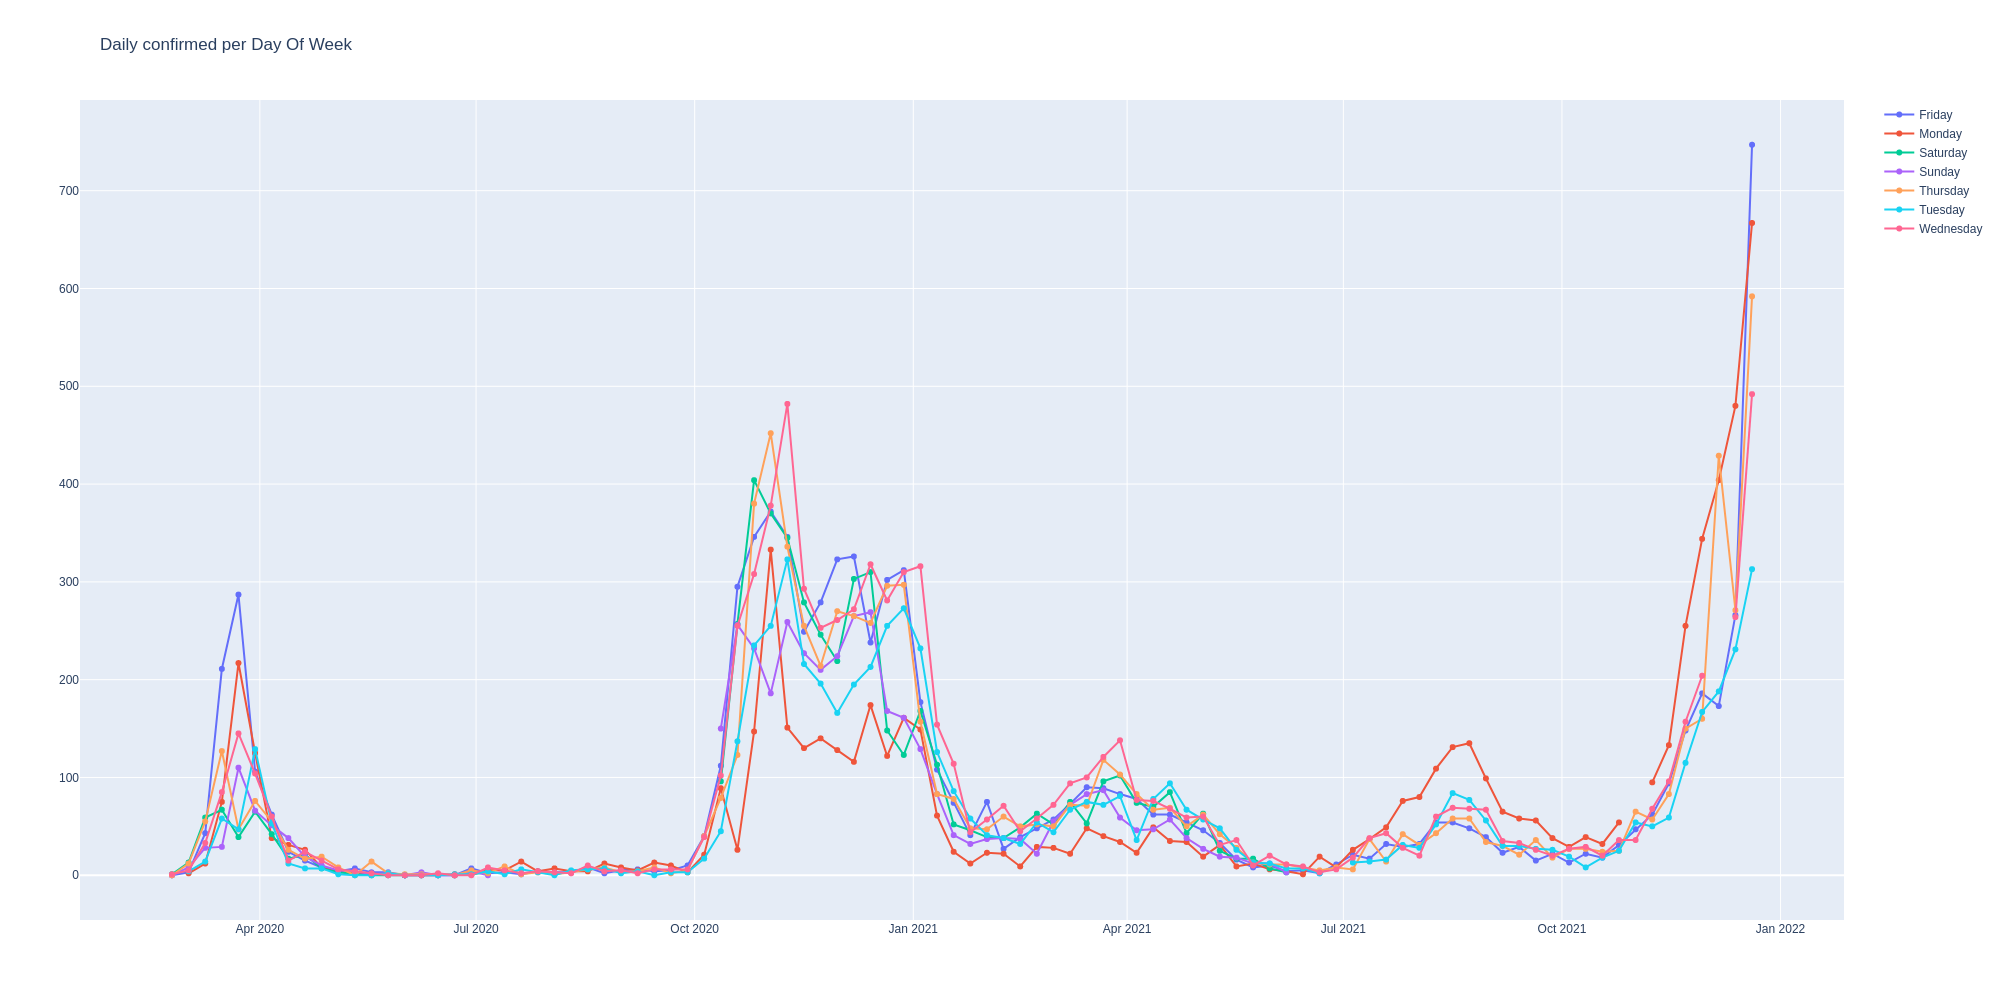 Daily confirmed per Day Of Week
Friday
Monday
Saturday
Sunday
Thursday
Tuesday
Wednesday
700
600
500
400
300
200
100
0
Apr 2020 Jul 2020 Oct 2020 Jan 2021 Apr 2021 Jul 2021 Oct 2021 Jan 2022